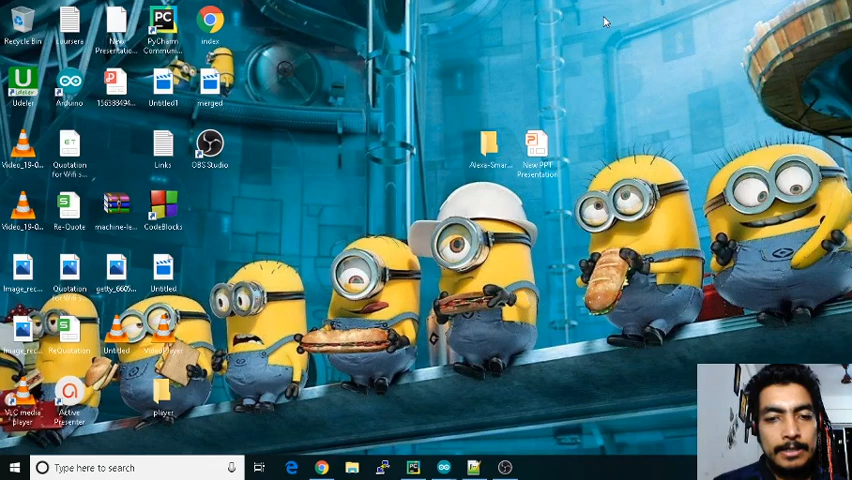 Recycle Bin
Coursera
New
Presentatio...
PyCharm
Communi...
index
Udeler
Arduino
156388494...
Untitled1
merged
Video_19-0...
Quotation
for Wifi s...
Links
OBS Studio
Alexa-Smar...
New PPT
Presentation
Video_19-0...
Re-Quote
machine-le...
CodeBlocks
Image_rec...
Quotation
for Wifi s...
getty_6605...
Untitled
Image_rec...
ReQuotation
Untitled
VideoPlayer
VLC media
player
Active
Presenter
player
Type here to search